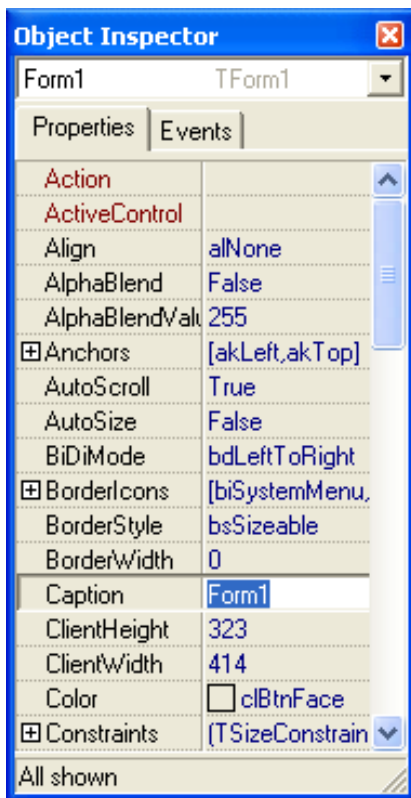 Object Inspector
Form1 TForm1
Properties Events
Action
ActiveControl
Align alNone
AlphaBlend False
AlphaBlendValu 255
Anchors [akLeft,akTop]
AutoScroll True
AutoSize False
BiDiMode bdLeftToRight
BorderIcons [biSystemMenu,
BorderStyle bsSizeable
BorderWidth 0
Caption Form1
ClientHeight 323
ClientWidth 414
Color clBtnFace
Constraints (TSizeConstrain
All shown